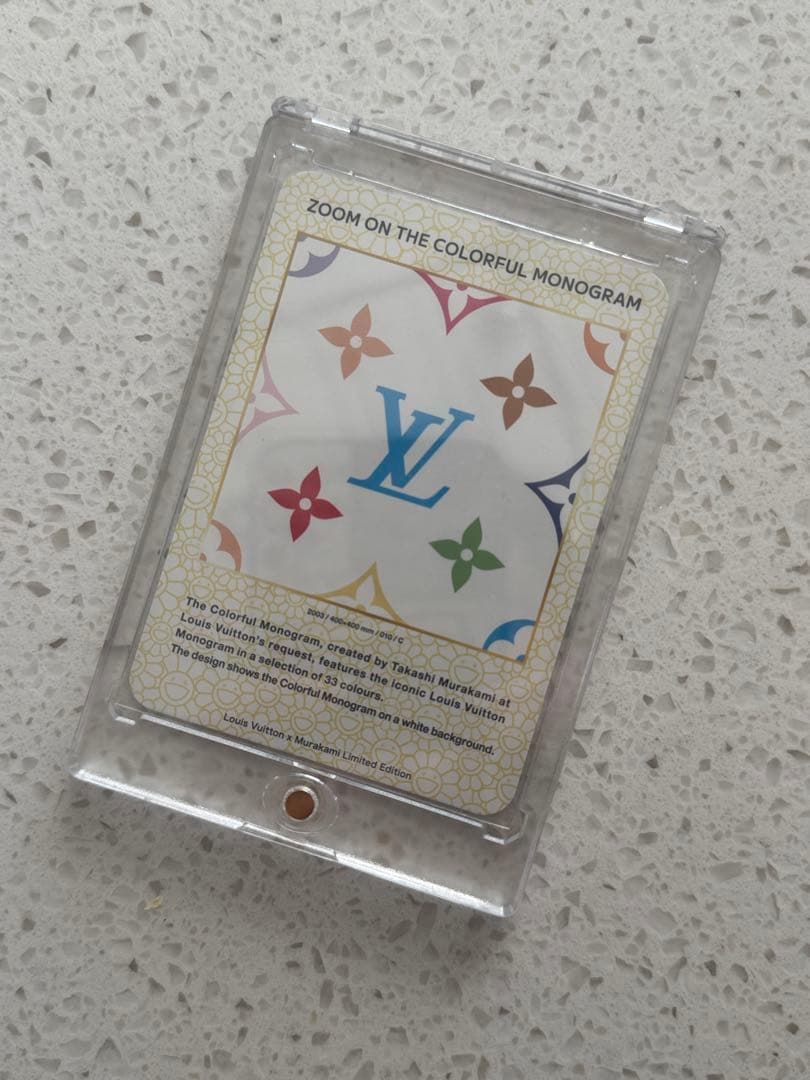 ZOOM ON THE COLORFUL MONOGRAM
LV
2003 / 400×400 mm / 010 / C
The Colorful Monogram, created by Takashi Murakami at
Louis Vuitton's request, features the iconic Louis Vuitton
Monogram in a selection of 33 colours.
The design shows the Colorful Monogram on a white background.
Louis Vuitton x Murakami Limited Edition